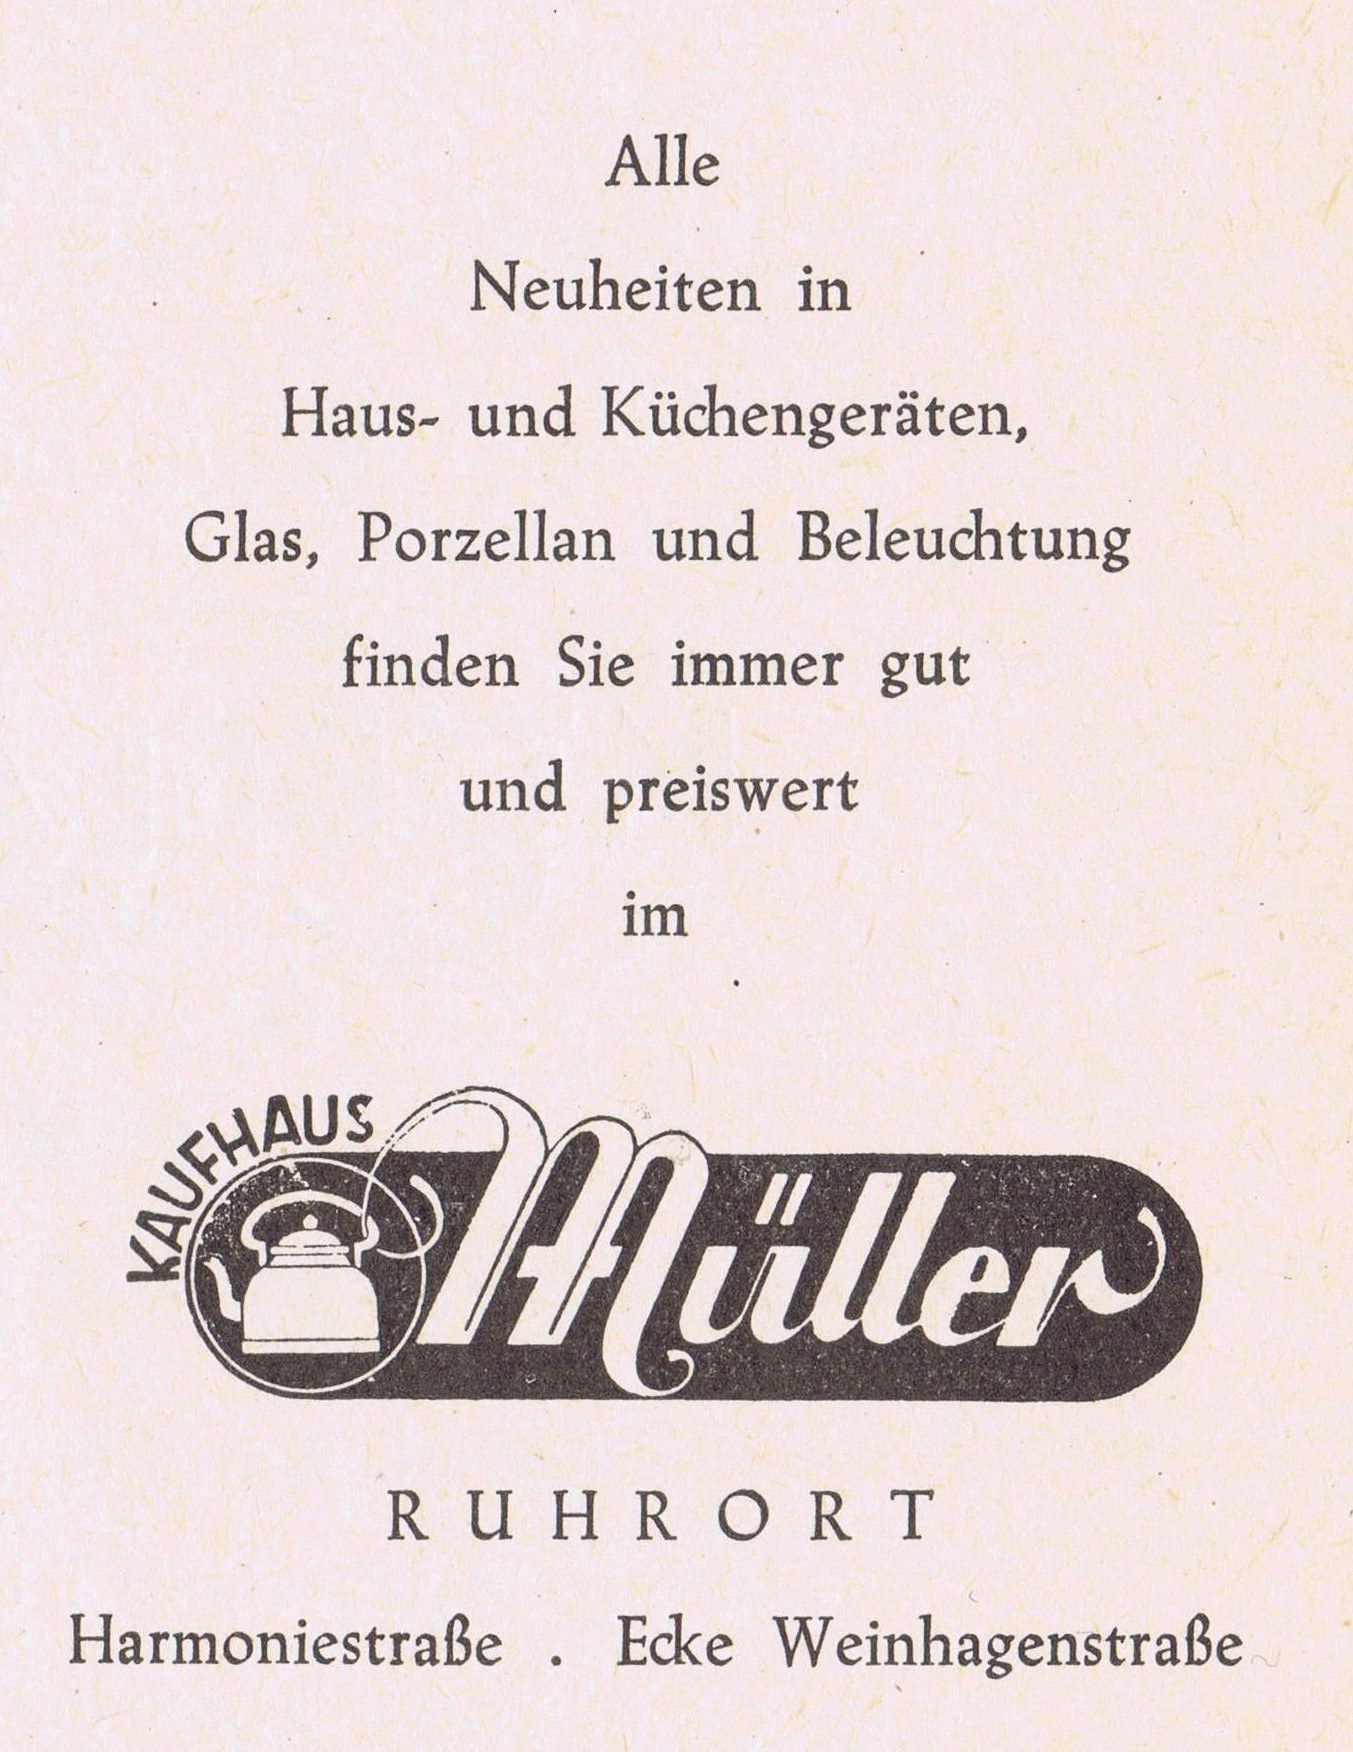 Alle
Neuheiten in
Haus- und Küchengeräten,
Glas, Porzellan und Beleuchtung
finden Sie immer gut
und preiswert
im
KAUFHAUS
Müller
RUHRORT
Harmoniestraße . Ecke Weinhagenstraße